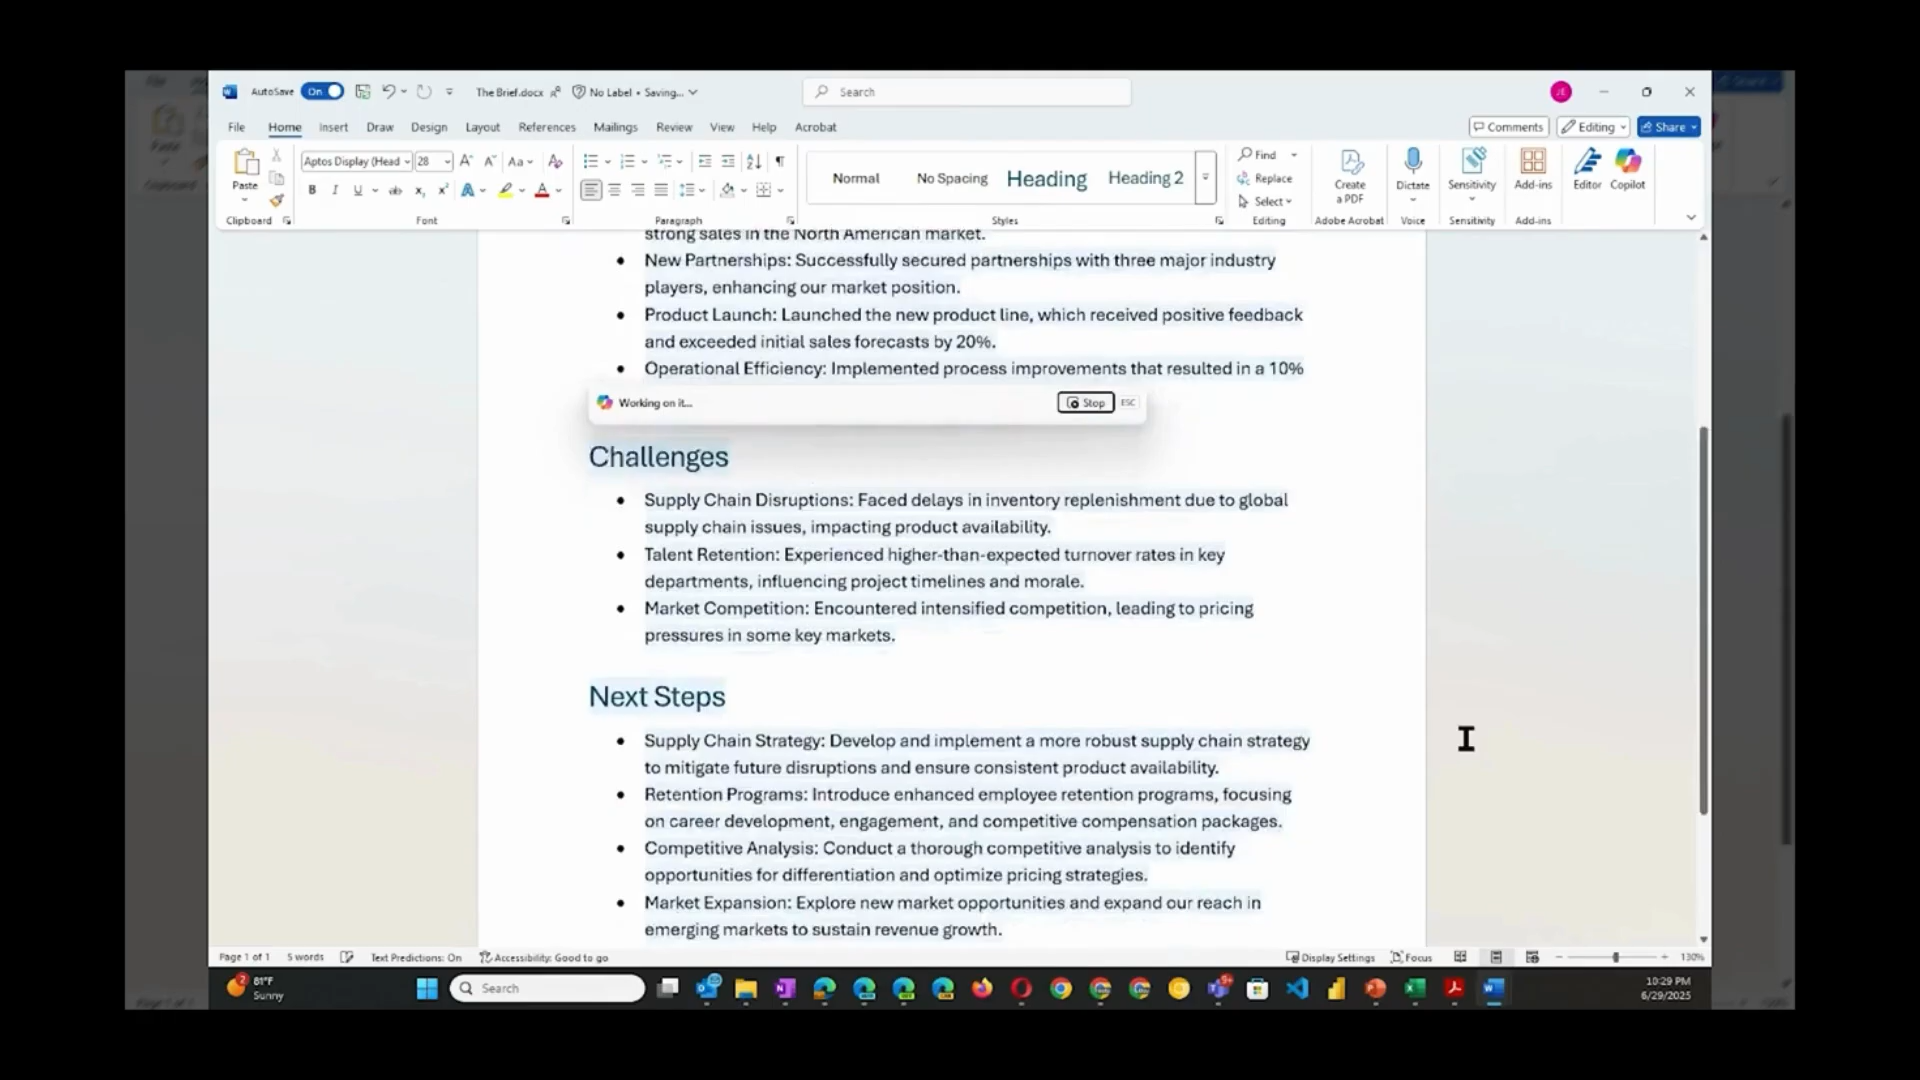 AutoSave On The Brief.docx No Label • Saving... Search JE
File Home Insert Draw Design Layout References Mailings Review View Help Acrobat Comments Editing Share
Paste Aptos Display (Head 28 Normal No Spacing Heading Heading 2 Find Replace Select Create a PDF Dictate Sensitivity Add-ins Editor Copilot
Clipboard Font Paragraph Styles Editing Adobe Acrobat Voice Sensitivity Add-ins
strong sales in the North American market.
• New Partnerships: Successfully secured partnerships with three major industry
players, enhancing our market position.
• Product Launch: Launched the new product line, which received positive feedback
and exceeded initial sales forecasts by 20%.
• Operational Efficiency: Implemented process improvements that resulted in a 10%
Working on it... Stop ESC
Challenges
• Supply Chain Disruptions: Faced delays in inventory replenishment due to global
supply chain issues, impacting product availability.
• Talent Retention: Experienced higher-than-expected turnover rates in key
departments, influencing project timelines and morale.
• Market Competition: Encountered intensified competition, leading to pricing
pressures in some key markets.
Next Steps
• Supply Chain Strategy: Develop and implement a more robust supply chain strategy
to mitigate future disruptions and ensure consistent product availability.
• Retention Programs: Introduce enhanced employee retention programs, focusing
on career development, engagement, and competitive compensation packages.
• Competitive Analysis: Conduct a thorough competitive analysis to identify
opportunities for differentiation and optimize pricing strategies.
• Market Expansion: Explore new market opportunities and expand our reach in
emerging markets to sustain revenue growth.
Page 1 of 1 5 words Text Predictions: On Accessibility: Good to go Display Settings Focus 130%
81°F
Sunny
Search
10:29 PM
6/29/2025